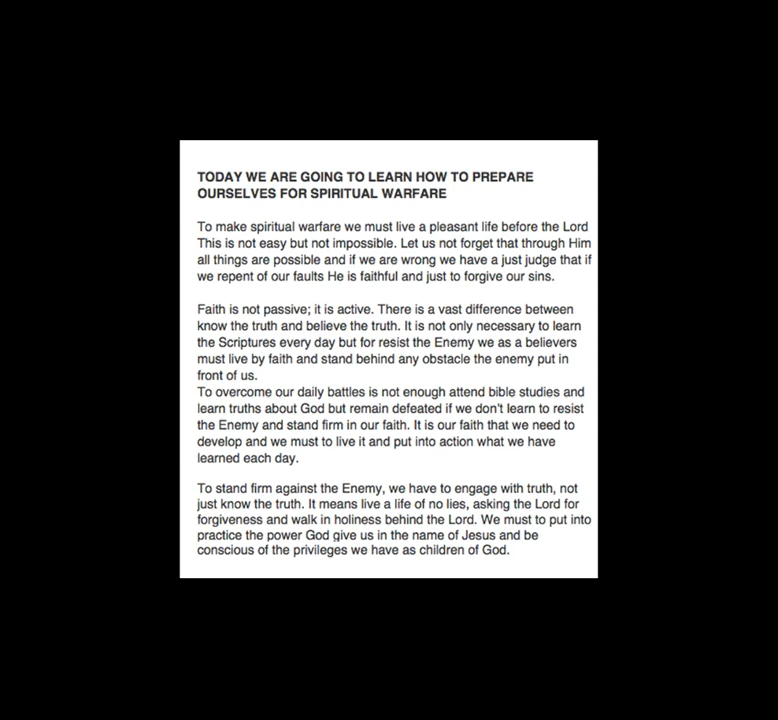 TODAY WE ARE GOING TO LEARN HOW TO PREPARE
OURSELVES FOR SPIRITUAL WARFARE
To make spiritual warfare we must live a pleasant life before the Lord
This is not easy but not impossible. Let us not forget that through Him
all things are possible and if we are wrong we have a just judge that if
we repent of our faults He is faithful and just to forgive our sins.
Faith is not passive; it is active. There is a vast difference between
know the truth and believe the truth. It is not only necessary to learn
the Scriptures every day but for resist the Enemy we as a believers
must live by faith and stand behind any obstacle the enemy put in
front of us.
To overcome our daily battles is not enough attend bible studies and
learn truths about God but remain defeated if we don't learn to resist
the Enemy and stand firm in our faith. It is our faith that we need to
develop and we must to live it and put into action what we have
learned each day.
To stand firm against the Enemy, we have to engage with truth, not
just know the truth. It means live a life of no lies, asking the Lord for
forgiveness and walk in holiness behind the Lord. We must to put into
practice the power God give us in the name of Jesus and be
conscious of the privileges we have as children of God.